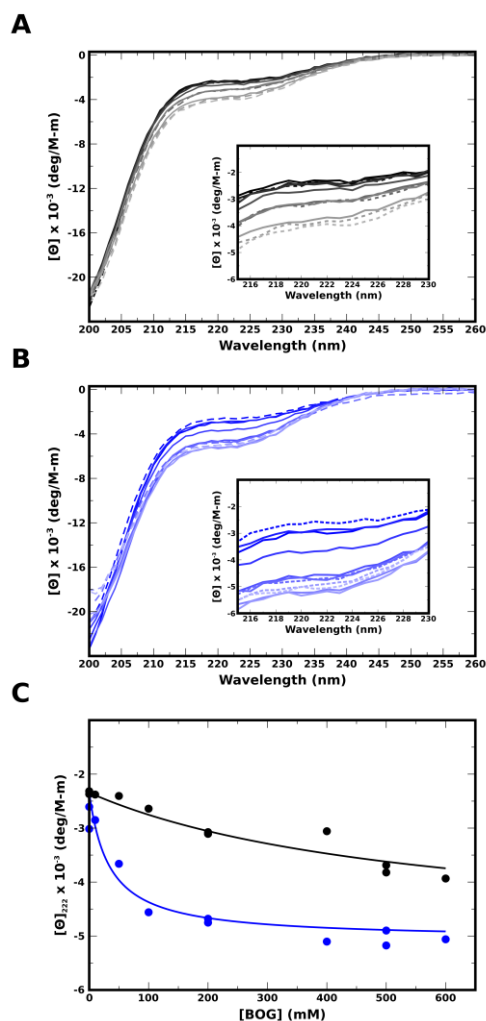 A
0
-4
-8
-12
-16
-20
[Θ] x 10⁻³ (deg/M-m)
200 205 210 215 220 225 230 235 240 245 250 255 260
Wavelength (nm)
-1
-2
-3
-4
-5
-6
[Θ] x 10⁻³ (deg/M-m)
216 218 220 222 224 226 228 230
Wavelength (nm)
B
0
-4
-8
-12
-16
-20
[Θ] x 10⁻³ (deg/M-m)
200 205 210 215 220 225 230 235 240 245 250 255 260
Wavelength (nm)
-1
-2
-3
-4
-5
-6
[Θ] x 10⁻³ (deg/M-m)
216 218 220 222 224 226 228 230
Wavelength (nm)
C
-2
-3
-4
-5
-6
[Θ]₂₂₂ x 10⁻³ (deg/M-m)
0 100 200 300 400 500 600
[BOG] (mM)